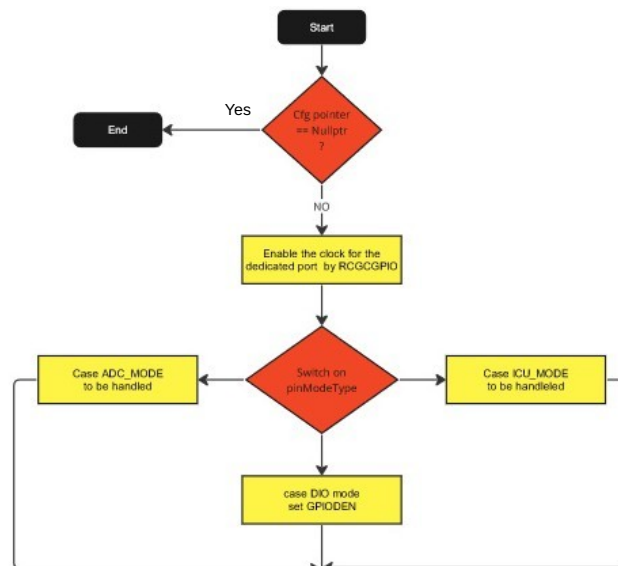 Start
Yes
Cfg pointer
== Nullptr
?
End
NO
Enable the clock for the
dedicated port by RCGCGPIO
Case ADC_MODE
to be handled
Switch on
pinModeType
Case ICU_MODE
to be handleled
case DIO mode
set GPIODEN